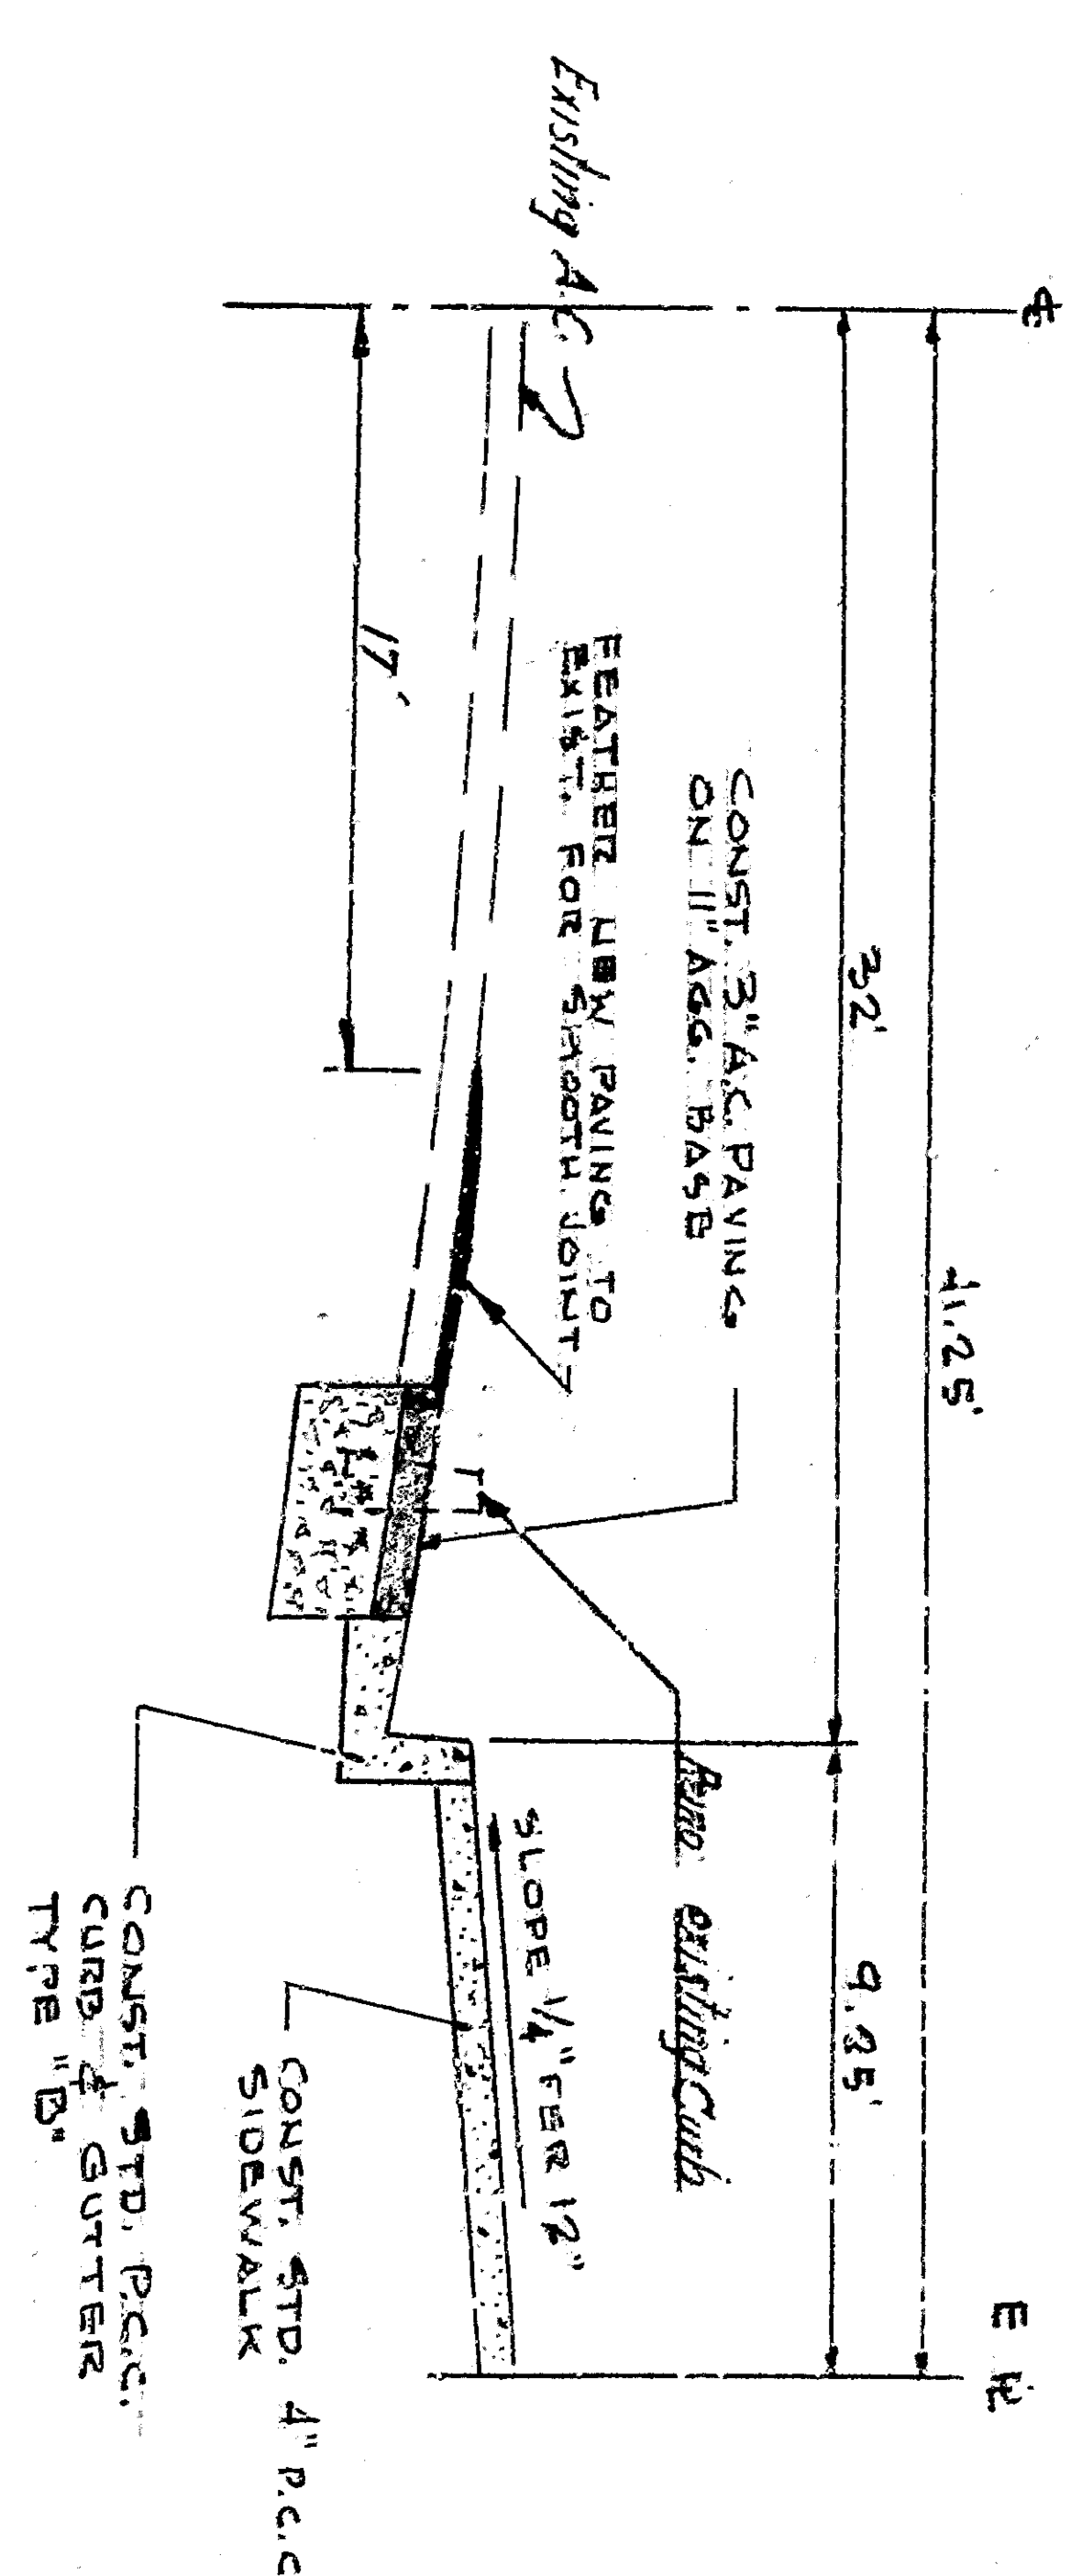 ℄
E ℄
41.25'
32'
9.25'
CONST. 3" A.C. PAVING
ON 11" AGG. BASE
FEATHER NEW PAVING TO
EXIST. FOR SMOOTH JOINT
Existing A.C.
existing Curb
SLOPE 1/4" PER 12"
17'
CONST. STD. 4" P.C.C
SIDEWALK
CONST. STD. P.C.C.
CURB & GUTTER
TYPE "B"